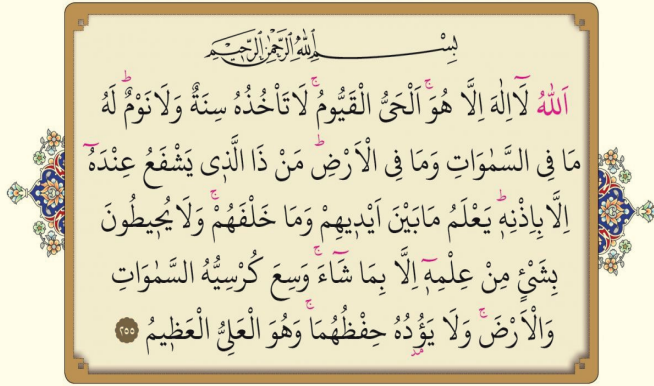 بِسْمِ اللّٰهِ الرَّحْمٰنِ الرَّحِيمِ
اَللّٰهُ لَٓا اِلٰهَ اِلَّا هُوَۚ اَلْحَيُّ الْقَيُّومُۚ لَا تَأْخُذُهُ سِنَةٌ وَلَا نَوْمٌۜ لَهُ
مَا فِى السَّمٰوَاتِ وَمَا فِى الْاَرْضِۜ مَنْ ذَا الَّذٖى يَشْفَعُ عِنْدَهُٓ
اِلَّا بِاِذْنِهٖۜ يَعْلَمُ مَا بَيْنَ اَيْدٖيهِمْ وَمَا خَلْفَهُمْۚ وَلَا يُحٖيطُونَ
بِشَئٍْ مِنْ عِلْمِهٖٓ اِلَّا بِمَا شَٓاءَۚ وَسِعَ كُرْسِيُّهُ السَّمٰوَاتِ
وَالْاَرْضَۚ وَلَا يَؤُدُهُ حِفْظُهُمَاۚ وَهُوَ الْعَلِىُّ الْعَظٖيمُ ٢٥٥